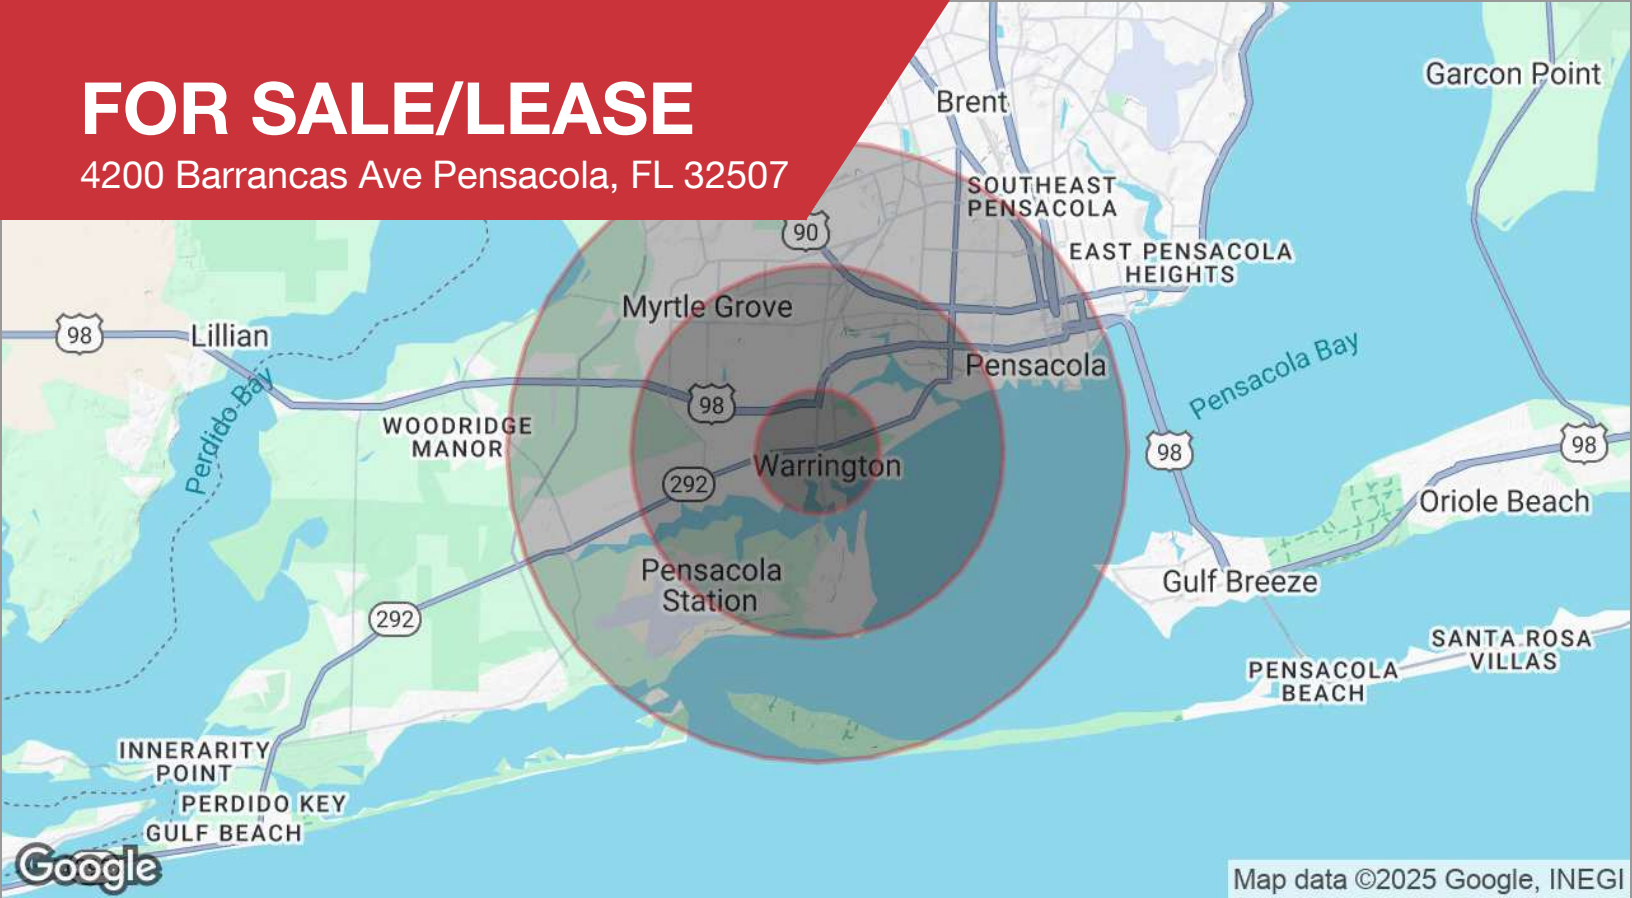 FOR SALE/LEASE
4200 Barrancas Ave Pensacola, FL 32507
Garcon Point
Brent
SOUTHEAST
PENSACOLA
90
EAST PENSACOLA
HEIGHTS
Myrtle Grove
98
Lillian
Pensacola
Pensacola Bay
Perdido Bay
98
WOODRIDGE
MANOR
98
98
Warrington
292
Oriole Beach
Pensacola
Station
Gulf Breeze
292
SANTA ROSA
VILLAS
PENSACOLA
BEACH
INNERARITY
POINT
PERDIDO KEY
GULF BEACH
Google
Map data ©2025 Google, INEGI